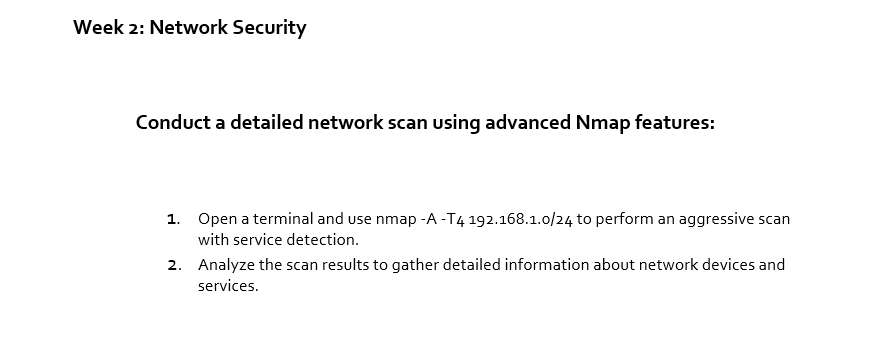 Week 2: Network Security
Conduct a detailed network scan using advanced Nmap features:
1. Open a terminal and use nmap -A -T4 192.168.1.0/24 to perform an aggressive scan
with service detection.
2. Analyze the scan results to gather detailed information about network devices and
services.